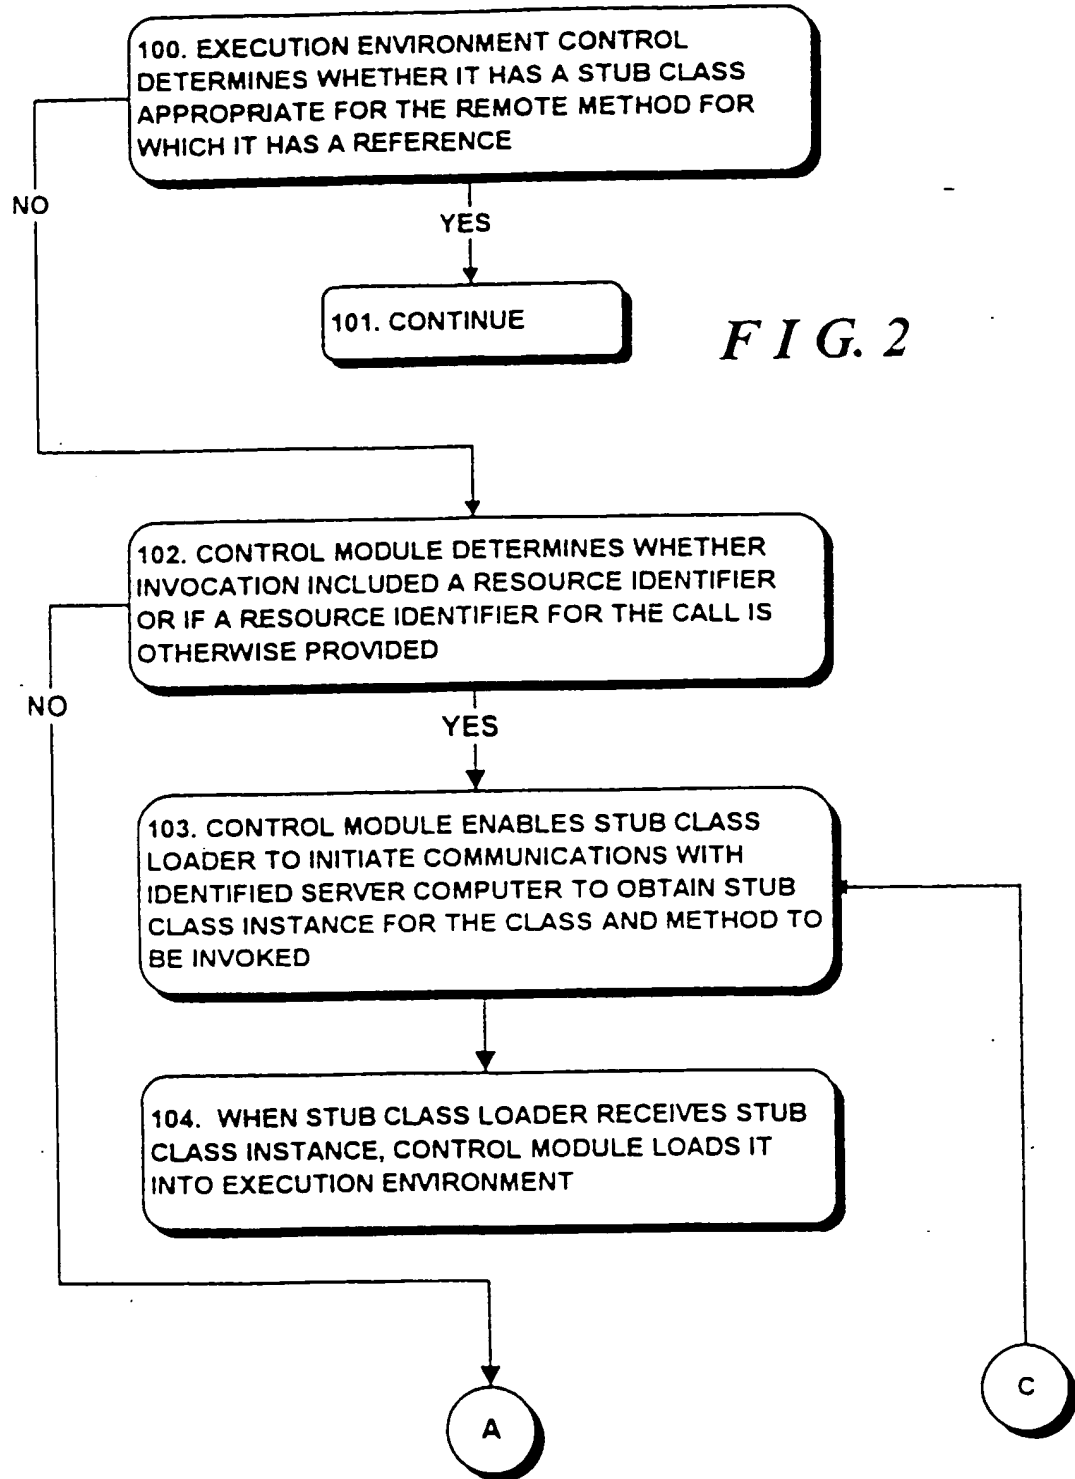 100. EXECUTION ENVIRONMENT CONTROL
DETERMINES WHETHER IT HAS A STUB CLASS
APPROPRIATE FOR THE REMOTE METHOD FOR
WHICH IT HAS A REFERENCE
NO
YES
101. CONTINUE
FIG. 2
102. CONTROL MODULE DETERMINES WHETHER
INVOCATION INCLUDED A RESOURCE IDENTIFIER
OR IF A RESOURCE IDENTIFIER FOR THE CALL IS
OTHERWISE PROVIDED
NO
YES
103. CONTROL MODULE ENABLES STUB CLASS
LOADER TO INITIATE COMMUNICATIONS WITH
IDENTIFIED SERVER COMPUTER TO OBTAIN STUB
CLASS INSTANCE FOR THE CLASS AND METHOD TO
BE INVOKED
104. WHEN STUB CLASS LOADER RECEIVES STUB
CLASS INSTANCE, CONTROL MODULE LOADS IT
INTO EXECUTION ENVIRONMENT
C
A